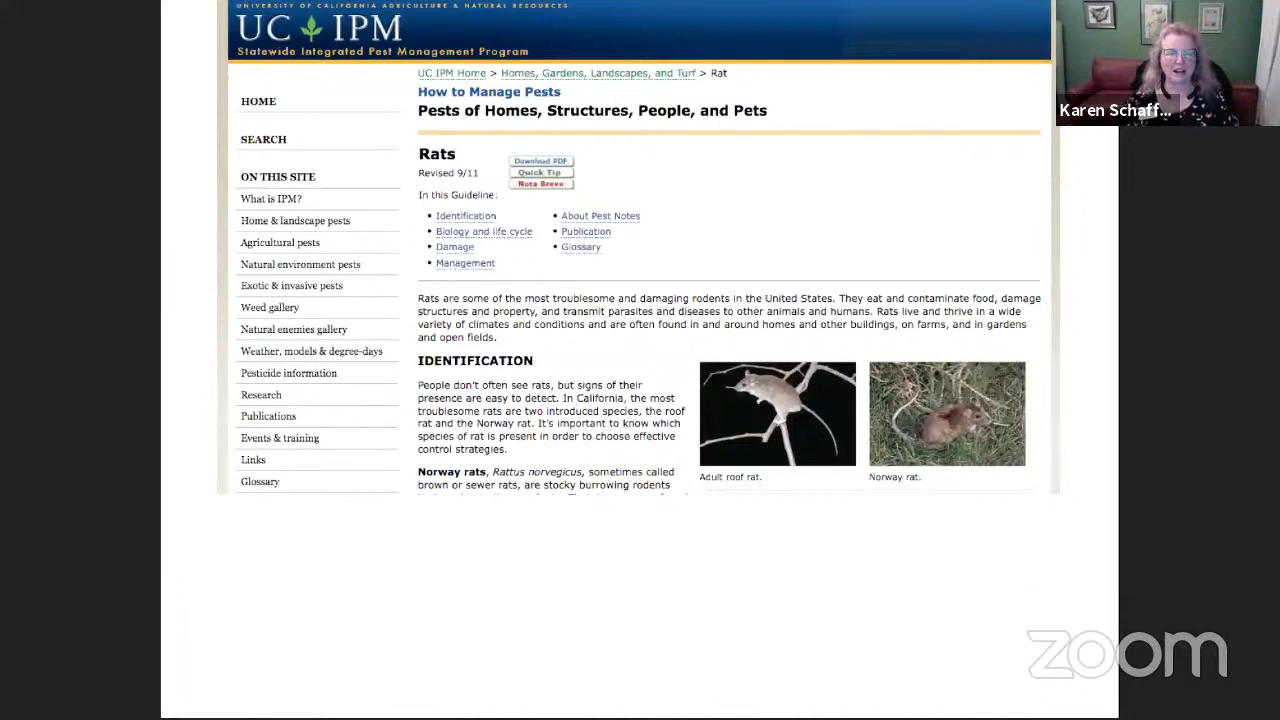 UNIVERSITY OF CALIFORNIA AGRICULTURE & NATURAL RESOURCES
UC IPM
Statewide Integrated Pest Management Program
Karen Schaff...
UC IPM Home > Homes, Gardens, Landscapes, and Turf > Rat
How to Manage Pests
Pests of Homes, Structures, People, and Pets
HOME
SEARCH
ON THIS SITE
What is IPM?
Home & landscape pests
Agricultural pests
Natural environment pests
Exotic & invasive pests
Weed gallery
Natural enemies gallery
Weather, models & degree-days
Pesticide information
Research
Publications
Events & training
Links
Glossary
Rats
Revised 9/11
Download PDF
Quick Tip
Nota Breve
In this Guideline:
• Identification
• Biology and life cycle
• Damage
• Management
• About Pest Notes
• Publication
• Glossary
Rats are some of the most troublesome and damaging rodents in the United States. They eat and contaminate food, damage
structures and property, and transmit parasites and diseases to other animals and humans. Rats live and thrive in a wide
variety of climates and conditions and are often found in and around homes and other buildings, on farms, and in gardens
and open fields.
IDENTIFICATION
People don't often see rats, but signs of their
presence are easy to detect. In California, the most
troublesome rats are two introduced species, the roof
rat and the Norway rat. It's important to know which
species of rat is present in order to choose effective
control strategies.
Norway rats, Rattus norvegicus, sometimes called
brown or sewer rats, are stocky burrowing rodents
Adult roof rat.
Norway rat.
zoom